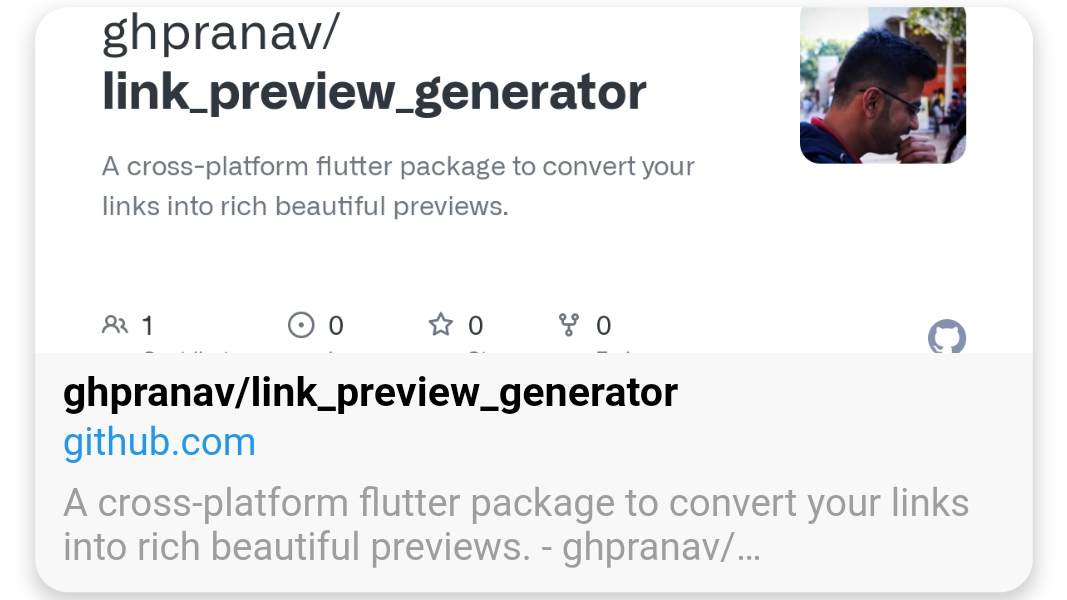 ghpranav/
link_preview_generator
A cross-platform flutter package to convert your
links into rich beautiful previews.
1 0 0 0
ghpranav/link_preview_generator
github.com
A cross-platform flutter package to convert your links
into rich beautiful previews. - ghpranav/…